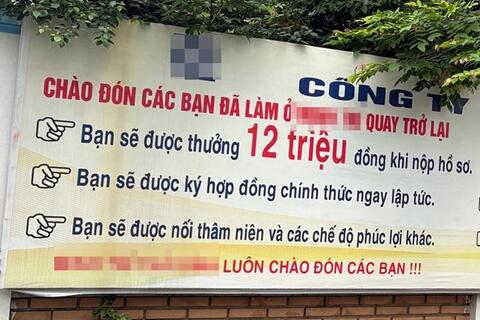 CÔNG TY
CHÀO ĐÓN CÁC BẠN ĐÃ LÀM Ở QUAY TRỞ LẠI
Bạn sẽ được thưởng 12 triệu đồng khi nộp hồ sơ.
Bạn sẽ được ký hợp đồng chính thức ngay lập tức.
Bạn sẽ được nối thâm niên và các chế độ phúc lợi khác.
LUÔN CHÀO ĐÓN CÁC BẠN !!!